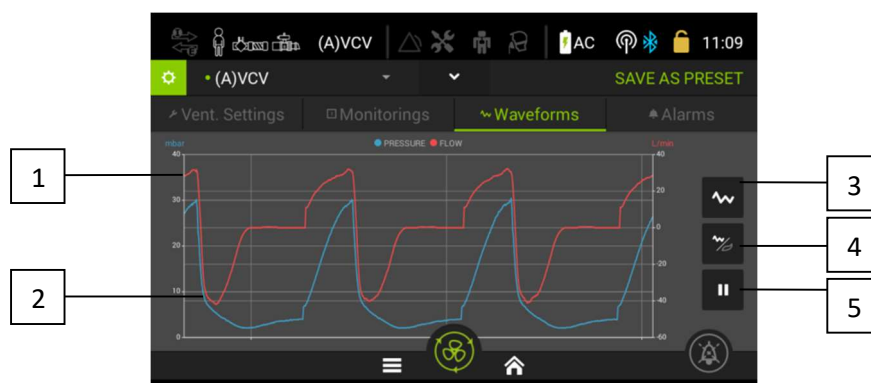 (A)VCV AC 11:09
(A)VCV SAVE AS PRESET
Vent. Settings Monitorings Waveforms Alarms
mbar PRESSURE FLOW L/min
40 40
1 3
30 20
20 0
4
10 -20
2 -40
5
0 -60